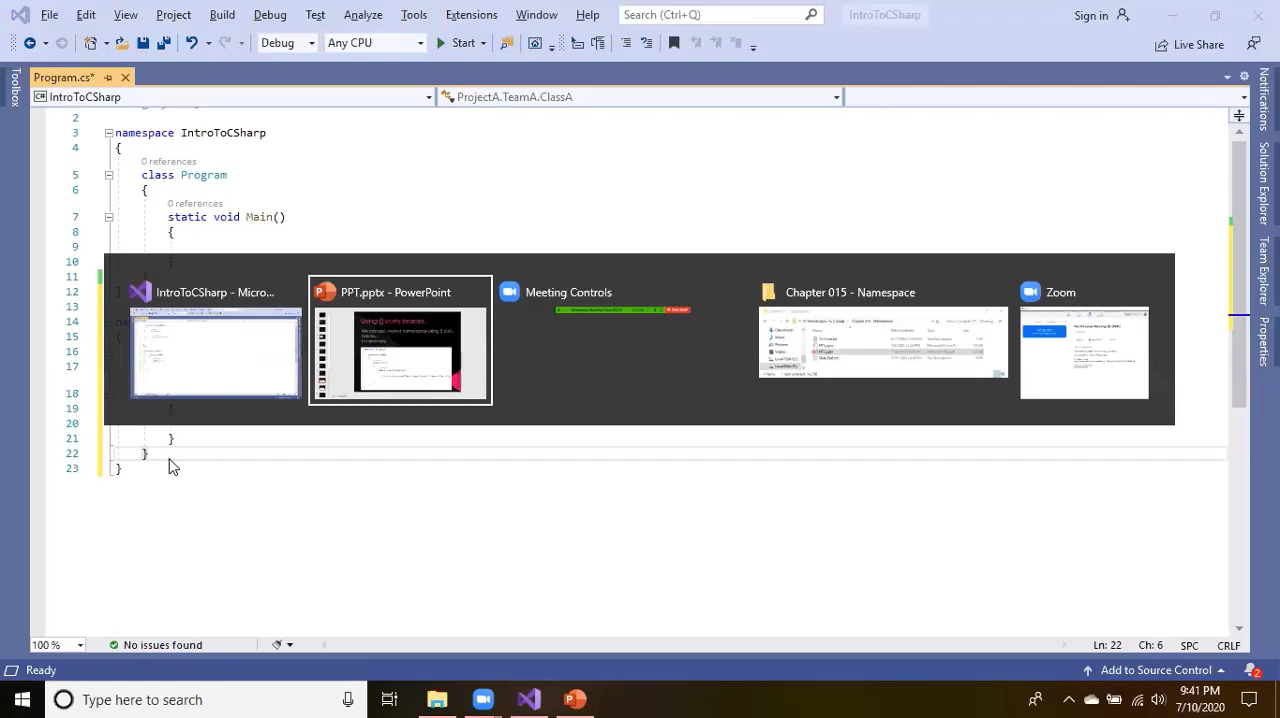 File Edit View Project Build Debug Test Analyze Tools Extensions Window Help Search (Ctrl+Q) IntroToCSharp Sign in
Debug Any CPU Start Live Share
Toolbox
Program.cs*
IntroToCSharp ProjectA.TeamA.ClassA
Notifications
Solution Explorer
Team Explorer
Properties
2
3 namespace IntroToCSharp
4 {
0 references
5 class Program
6 {
0 references
7 static void Main()
8 {
9
10
11
12 }
13
14
15
16
17
18
19
20
21 }
22 }
23 }
IntroToCSharp - Micro...
PPT.pptx - PowerPoint
Using {} curly braces
Meeting Controls
Chapter 015 - Namespace
Zoom
100 % No issues found Ln: 22 Ch: 6 SPC CRLF
Ready Add to Source Control 2
Type here to search
9:41 PM
7/10/2020